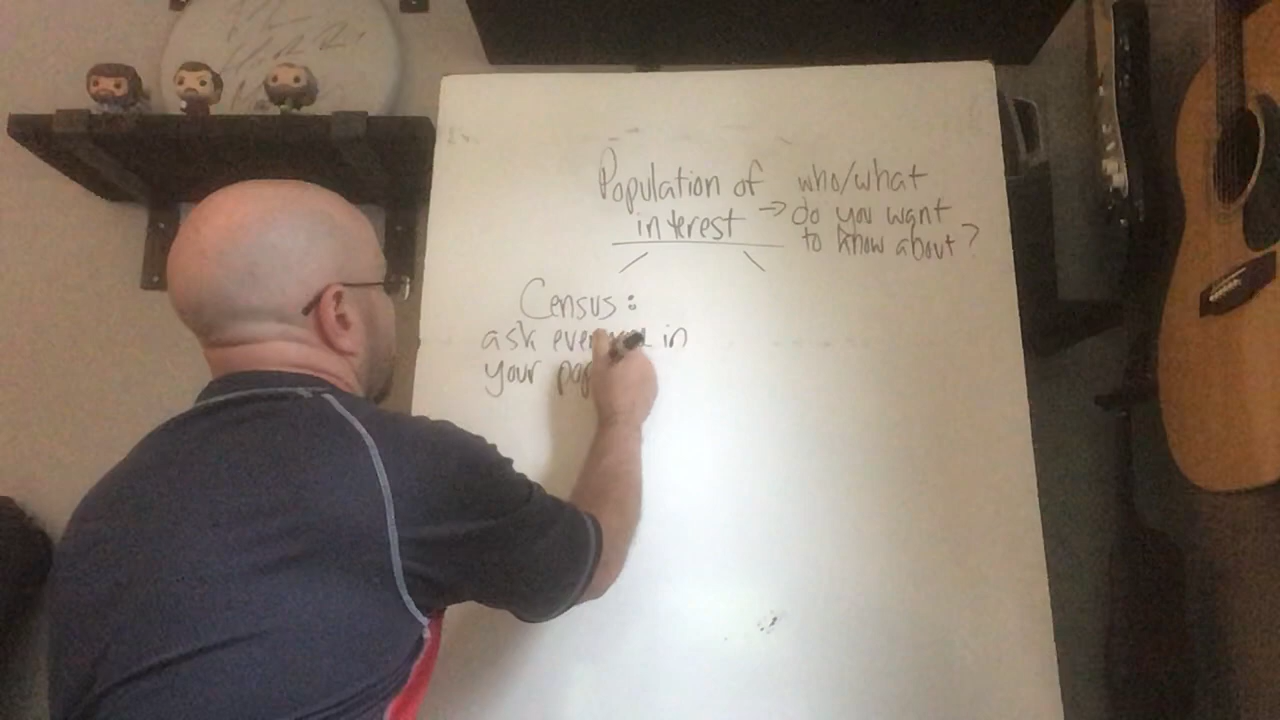 Population of
interest → who/what
do you want
to know about?
Census:
ask in
your